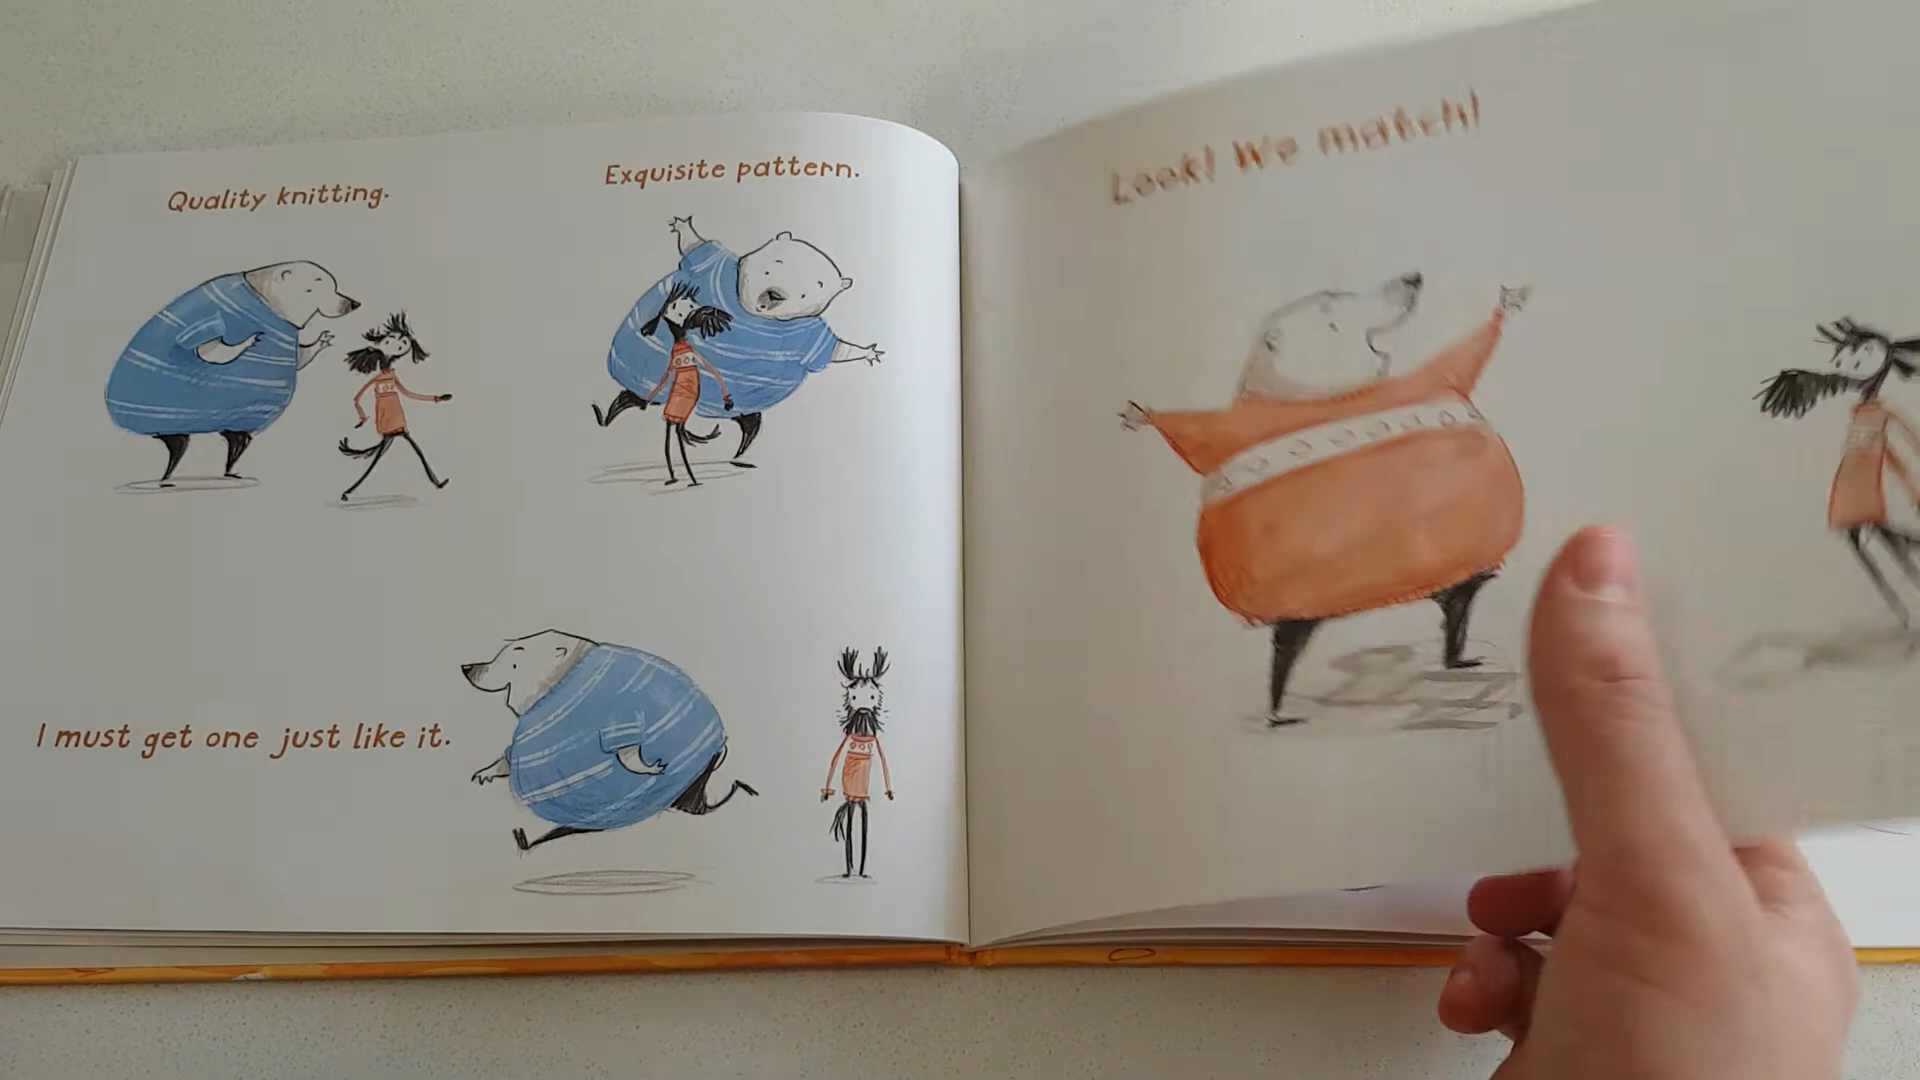 Quality knitting.
Exquisite pattern.
I must get one just like it.
Look! We match!